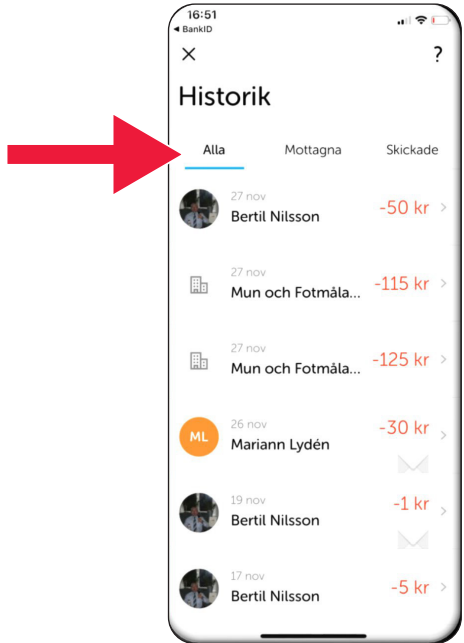 16:51
◀ BankID
?
Historik
Alla Mottagna Skickade
27 nov
Bertil Nilsson -50 kr
27 nov
Mun och Fotmåla... -115 kr
27 nov
Mun och Fotmåla... -125 kr
26 nov
ML Mariann Lydén -30 kr
19 nov
Bertil Nilsson -1 kr
17 nov
Bertil Nilsson -5 kr